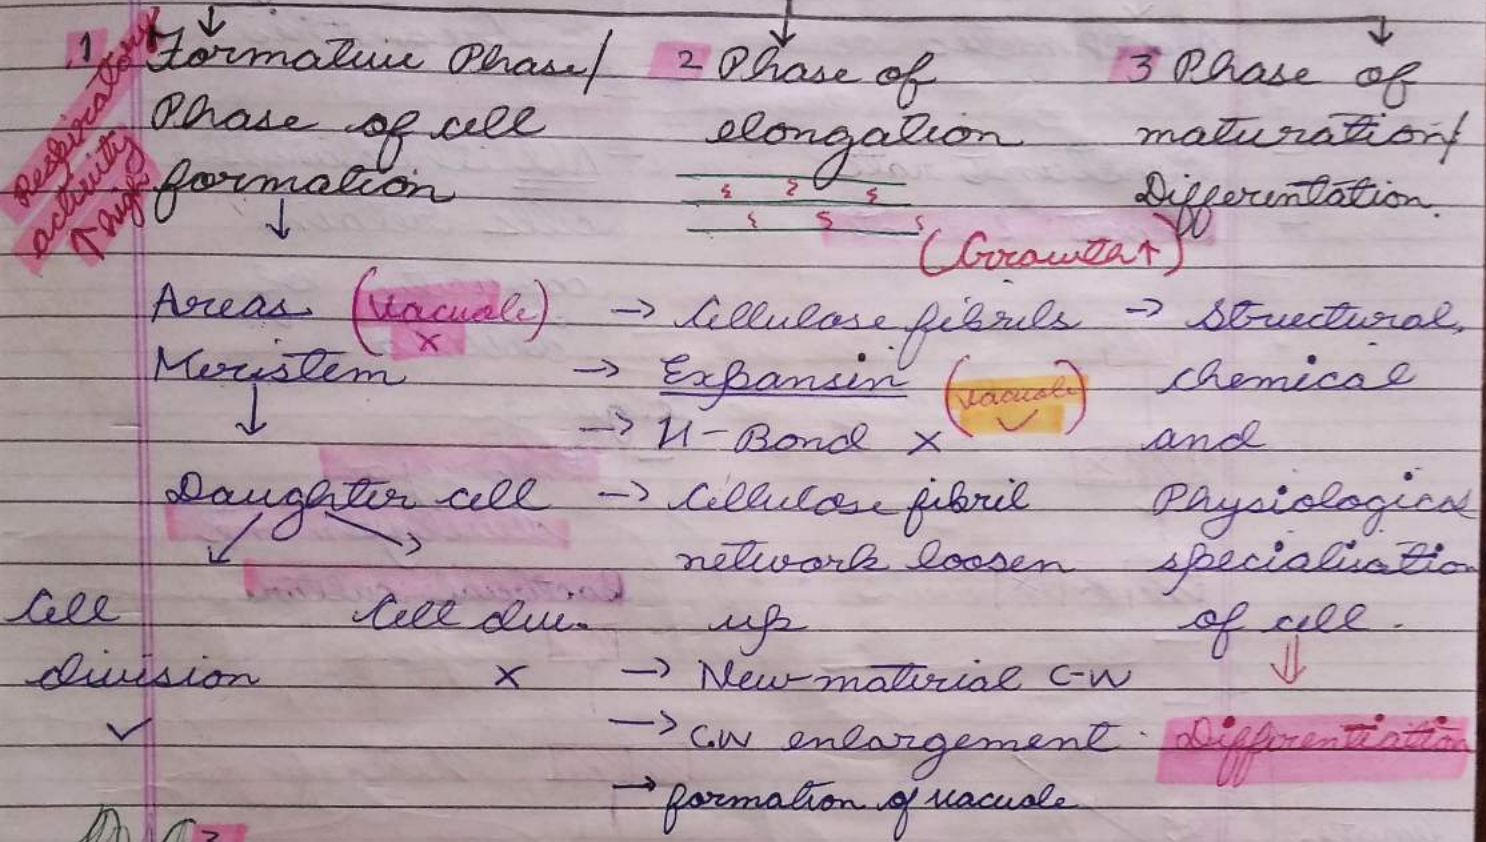 1 Formative Phase/
Phase of cell
formation
Respiratory
activity
↑ high
Areas (vacuole)
x
Meristem
Daughter cell
Cell
division
✓
Cell div.
x
2 Phase of
elongation
(Growth↑)
→ Cellulose fibrils
→ Expansin (vacuole)
✓
→ H-Bond x
→ Cellulose fibril
network loosen
up
→ New material C-W
→ C.W enlargement.
→ formation of vacuole
3 Phase of
maturation/
Differentation.
→ Structural,
chemical
and
Physiological
specialisation
of cell.
⇓
Differentiation